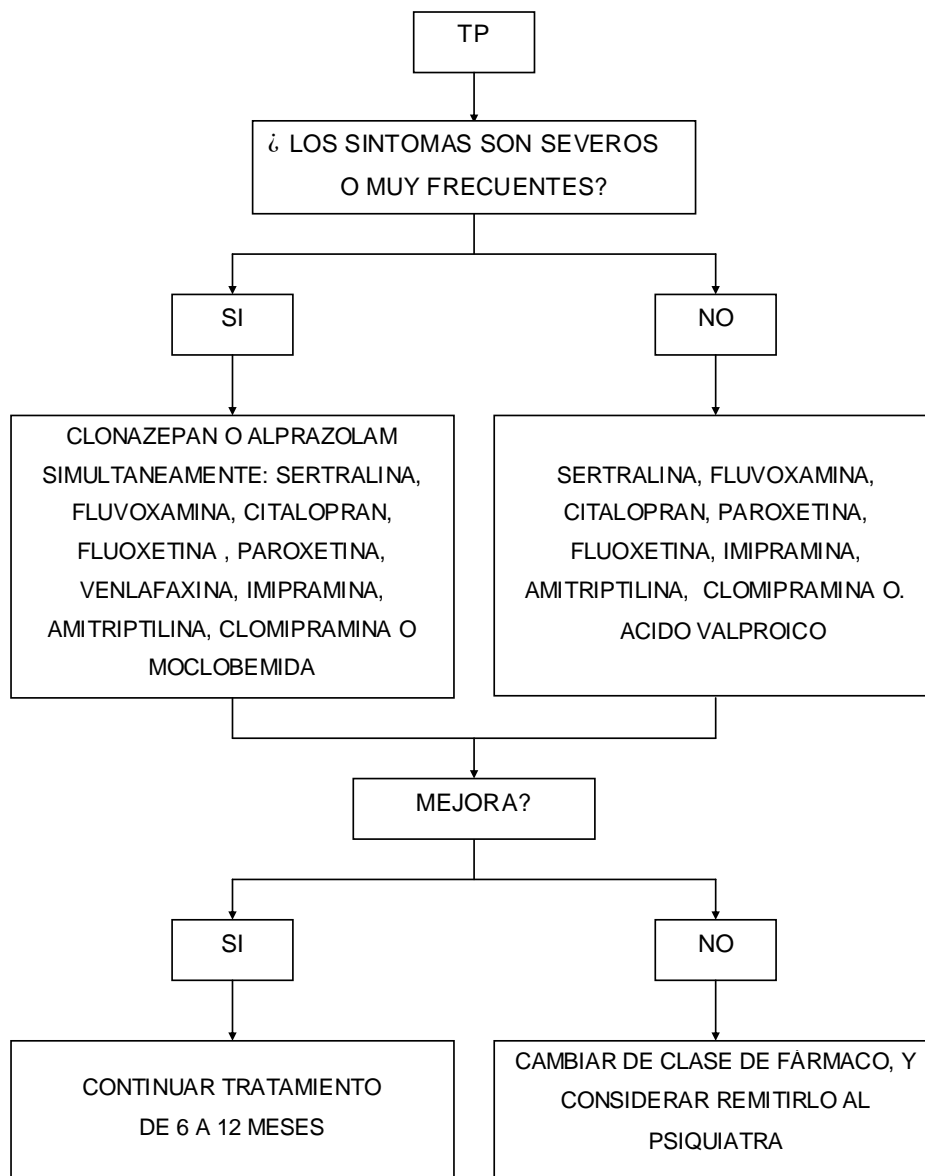 TP
¿ LOS SINTOMAS SON SEVEROS
O MUY FRECUENTES?
SI
NO
CLONAZEPAN O ALPRAZOLAM
SIMULTANEAMENTE: SERTRALINA,
FLUVOXAMINA, CITALOPRAN,
FLUOXETINA , PAROXETINA,
VENLAFAXINA, IMIPRAMINA,
AMITRIPTILINA, CLOMIPRAMINA O
MOCLOBEMIDA
SERTRALINA, FLUVOXAMINA,
CITALOPRAN, PAROXETINA,
FLUOXETINA, IMIPRAMINA,
AMITRIPTILINA, CLOMIPRAMINA O.
ACIDO VALPROICO
MEJORA?
SI
NO
CONTINUAR TRATAMIENTO
DE 6 A 12 MESES
CAMBIAR DE CLASE DE FÁRMACO, Y
CONSIDERAR REMITIRLO AL
PSIQUIATRA